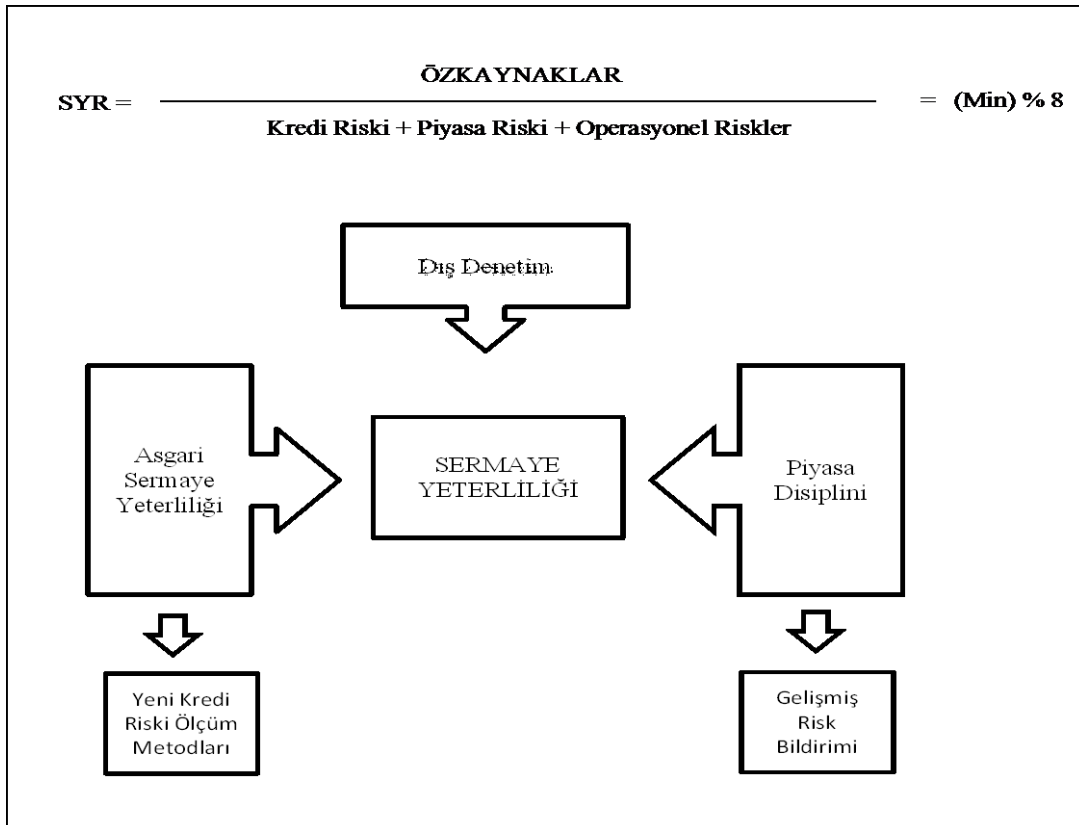 ÖZKAYNAKLAR
SYR = = (Min) % 8
Kredi Riski + Piyasa Riski + Operasyonel Riskler
Dış Denetim
Asgari
Sermaye
Yeterliliği
SERMAYE
YETERLİLİĞİ
Piyasa
Disiplini
Yeni Kredi
Riski Ölçüm
Metodları
Gelişmiş
Risk
Bildirimi